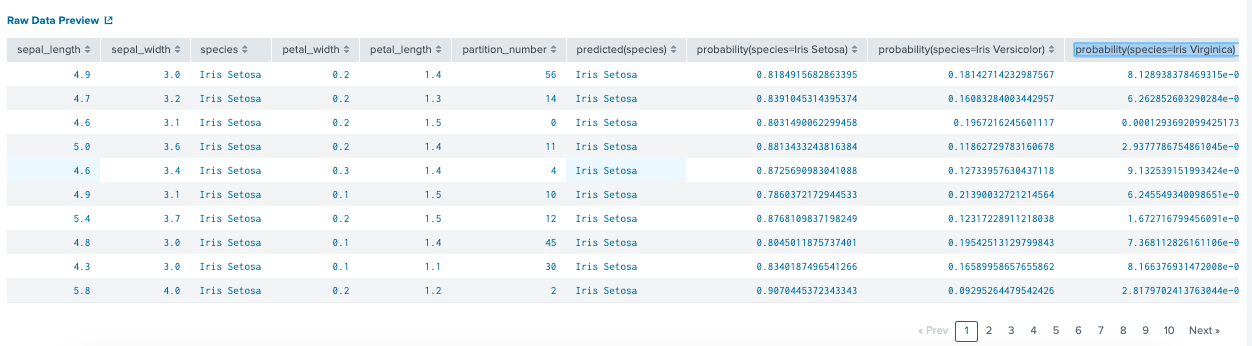 Raw Data Preview
sepal_length sepal_width species petal_width petal_length partition_number predicted(species) probability(species=Iris Setosa) probability(species=Iris Versicolor) probability(species=Iris Virginica)
4.9 3.0 Iris Setosa 0.2 1.4 56 Iris Setosa 0.8184915682863395 0.18142714232987567 8.128938378469315e-0
4.7 3.2 Iris Setosa 0.2 1.3 14 Iris Setosa 0.8391045314395374 0.16083284003442957 6.262852603290284e-0
4.6 3.1 Iris Setosa 0.2 1.5 0 Iris Setosa 0.8031490062299458 0.1967216245601117 0.0001293692099425173
5.0 3.6 Iris Setosa 0.2 1.4 11 Iris Setosa 0.8813433243816384 0.11862729783160678 2.9377786754861045e-0
4.6 3.4 Iris Setosa 0.3 1.4 4 Iris Setosa 0.8725690983041088 0.12733957630437118 9.132539151993424e-0
4.9 3.1 Iris Setosa 0.1 1.5 10 Iris Setosa 0.7860372172944533 0.21390032721214564 6.245549340098651e-0
5.4 3.7 Iris Setosa 0.2 1.5 12 Iris Setosa 0.8768109837198249 0.12317228911218038 1.672716799456091e-0
4.8 3.0 Iris Setosa 0.1 1.4 45 Iris Setosa 0.8045011875737401 0.19542513129799843 7.368112826161106e-0
4.3 3.0 Iris Setosa 0.1 1.1 30 Iris Setosa 0.8340187496541266 0.16589958657655862 8.166376931472008e-0
5.8 4.0 Iris Setosa 0.2 1.2 2 Iris Setosa 0.9070445372343343 0.09295264479542426 2.8179702413763044e-0
« Prev 1 2 3 4 5 6 7 8 9 10 Next »